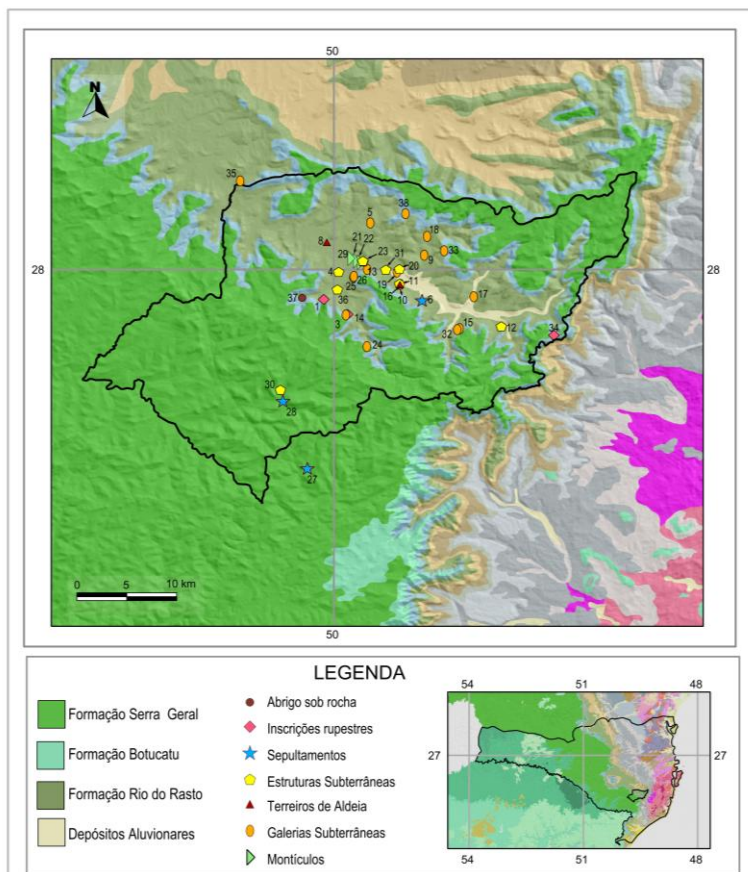 50
N
35
38
5
18
8
21
22
23
29
31
33
28
4
13
20
9
28
19
25
26
11
37
1
36
16
10
6
17
3
14
15
32
12
34
24
30
28
27
0 5 10 km
50
LEGENDA
Formação Serra Geral
Formação Botucatu
Formação Rio do Rasto
Depósitos Aluvionares
Abrigo sob rocha
Inscrições rupestres
Sepultamentos
Estruturas Subterrâneas
Terreiros de Aldeia
Galerias Subterrâneas
Montículos
54 51 48
27 27
54 51 48